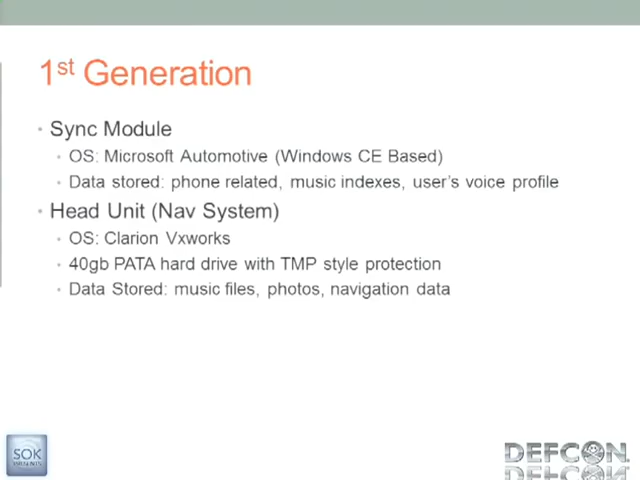 1st Generation
• Sync Module
• OS: Microsoft Automotive (Windows CE Based)
• Data stored: phone related, music indexes, user's voice profile
• Head Unit (Nav System)
• OS: Clarion Vxworks
• 40gb PATA hard drive with TMP style protection
• Data Stored: music files, photos, navigation data
SOK
DEFCON